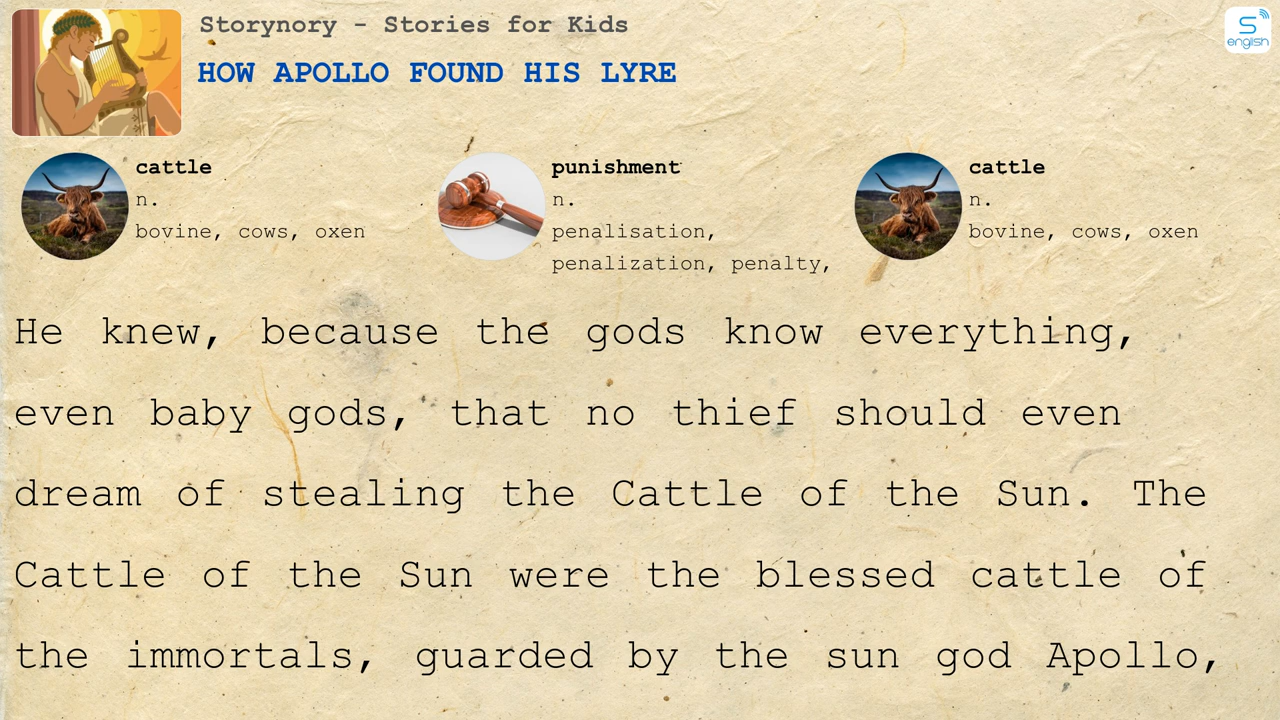 Storynory - Stories for Kids
HOW APOLLO FOUND HIS LYRE
S
english
cattle
n.
bovine, cows, oxen
punishment
n.
penalisation,
penalization, penalty,
cattle
n.
bovine, cows, oxen
He knew, because the gods know everything,
even baby gods, that no thief should even
dream of stealing the Cattle of the Sun. The
Cattle of the Sun were the blessed cattle of
the immortals, guarded by the sun god Apollo,